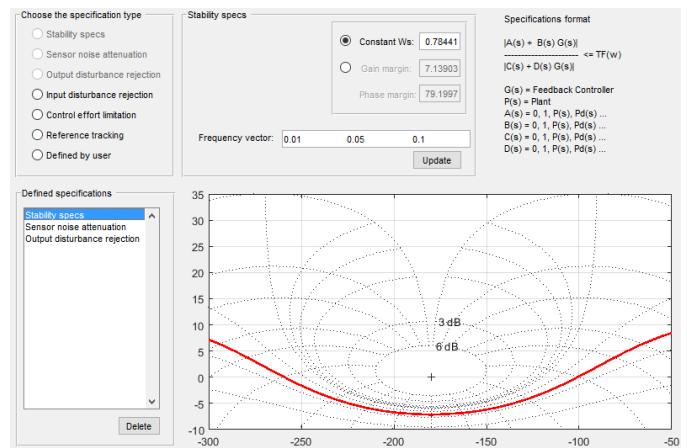 Choose the specification type
Stability specs
Sensor noise attenuation
Output disturbance rejection
Input disturbance rejection
Control effort limitation
Reference tracking
Defined by user
Stability specs
Constant Ws: 0.78441
Gain margin: 7.13903
Phase margin: 79.1997
Frequency vector: 0.01 0.05 0.1
Update
Specifications format
|A(s) + B(s) G(s)|
---------------------- <= TF(w)
|C(s) + D(s) G(s)|
G(s) = Feedback Controller
P(s) = Plant
A(s) = 0, 1, P(s), Pd(s) ...
B(s) = 0, 1, P(s), Pd(s) ...
C(s) = 0, 1, P(s), Pd(s) ...
D(s) = 0, 1, P(s), Pd(s) ...
Defined specifications
Stability specs
Sensor noise attenuation
Output disturbance rejection
Delete
35
30
25
20
15
10
5
0
-5
-10
3 dB
6 dB
-300 -250 -200 -150 -100 -50